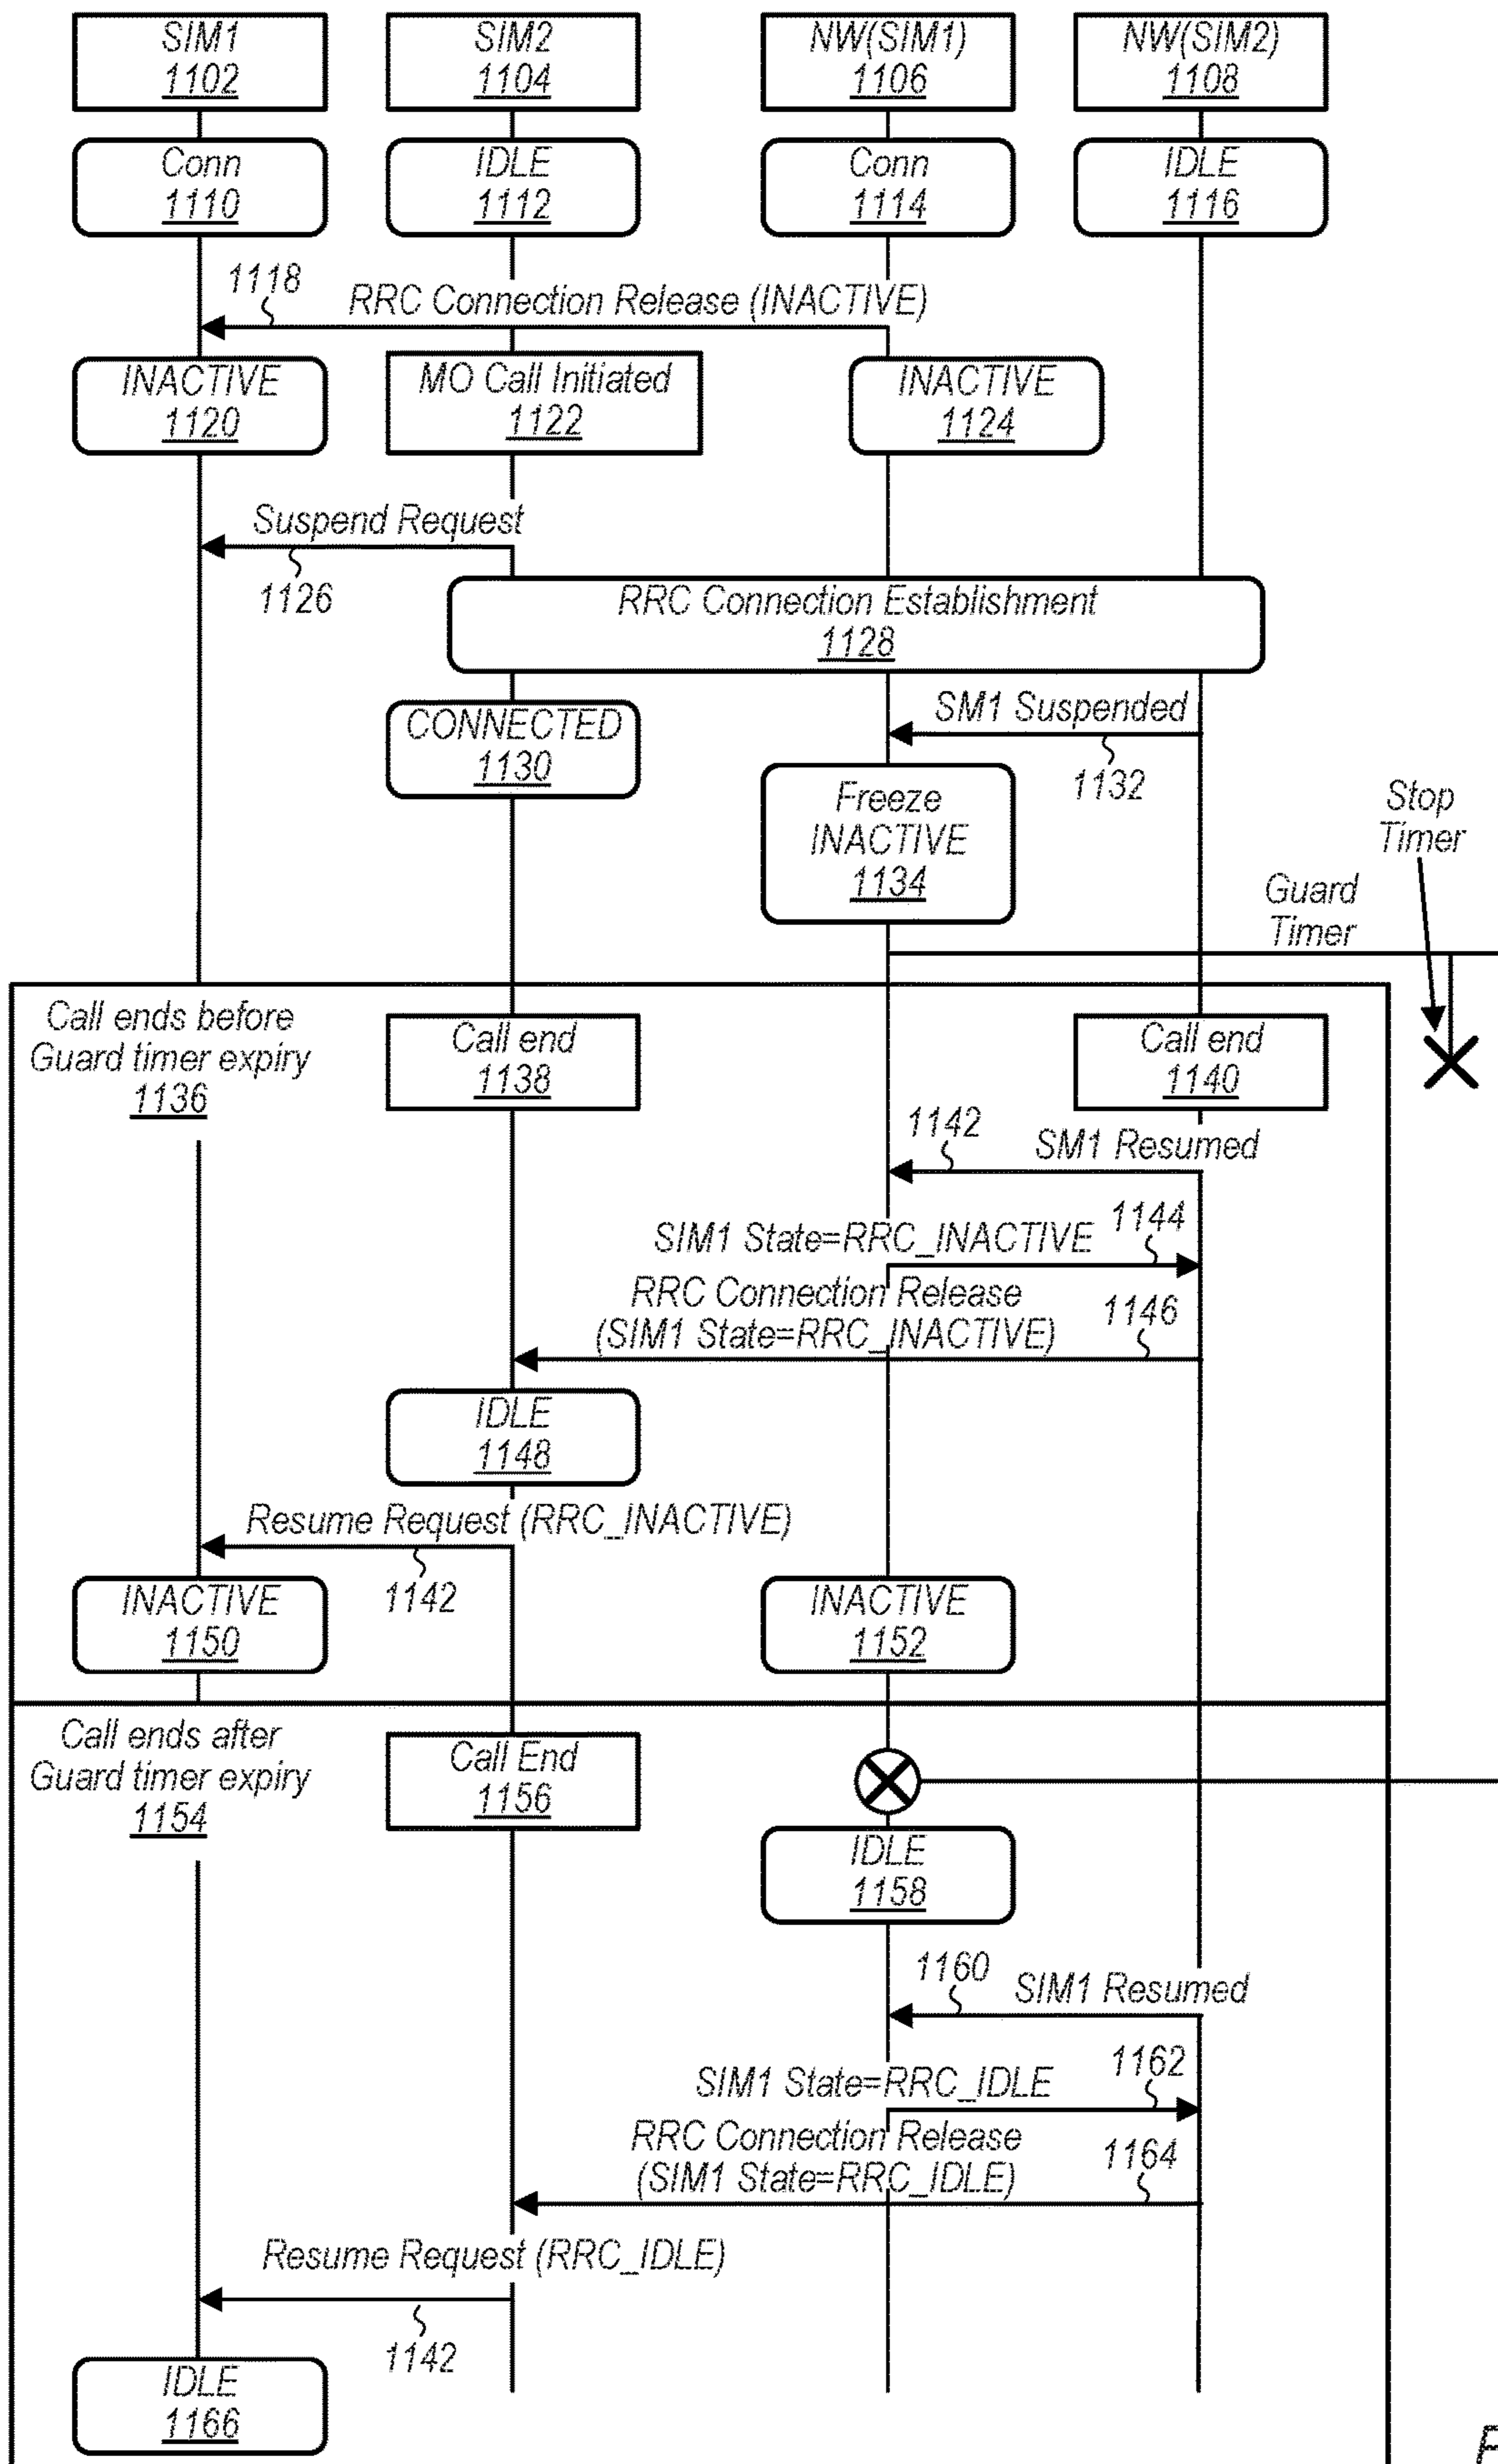 SIM1
1102
SIM2
1104
NW(SIM1)
1106
NW(SIM2)
1108
Conn
1110
IDLE
1112
Conn
1114
IDLE
1116
1118
RRC Connection Release (INACTIVE)
INACTIVE
1120
MO Call Initiated
1122
INACTIVE
1124
Suspend Request
1126
RRC Connection Establishment
1128
CONNECTED
1130
SM1 Suspended
1132
Freeze
INACTIVE
1134
Stop
Timer
Guard
Timer
Call ends before
Guard timer expiry
1136
Call end
1138
Call end
1140
1142
SM1 Resumed
1144
SIM1 State=RRC_INACTIVE
RRC Connection Release
(SIM1 State=RRC_INACTIVE)
1146
IDLE
1148
Resume Request (RRC_INACTIVE)
1142
INACTIVE
1150
INACTIVE
1152
Call ends after
Guard timer expiry
1154
Call End
1156
IDLE
1158
1160
SIM1 Resumed
1162
SIM1 State=RRC_IDLE
RRC Connection Release
(SIM1 State=RRC_IDLE)
1164
Resume Request (RRC_IDLE)
1142
IDLE
1166